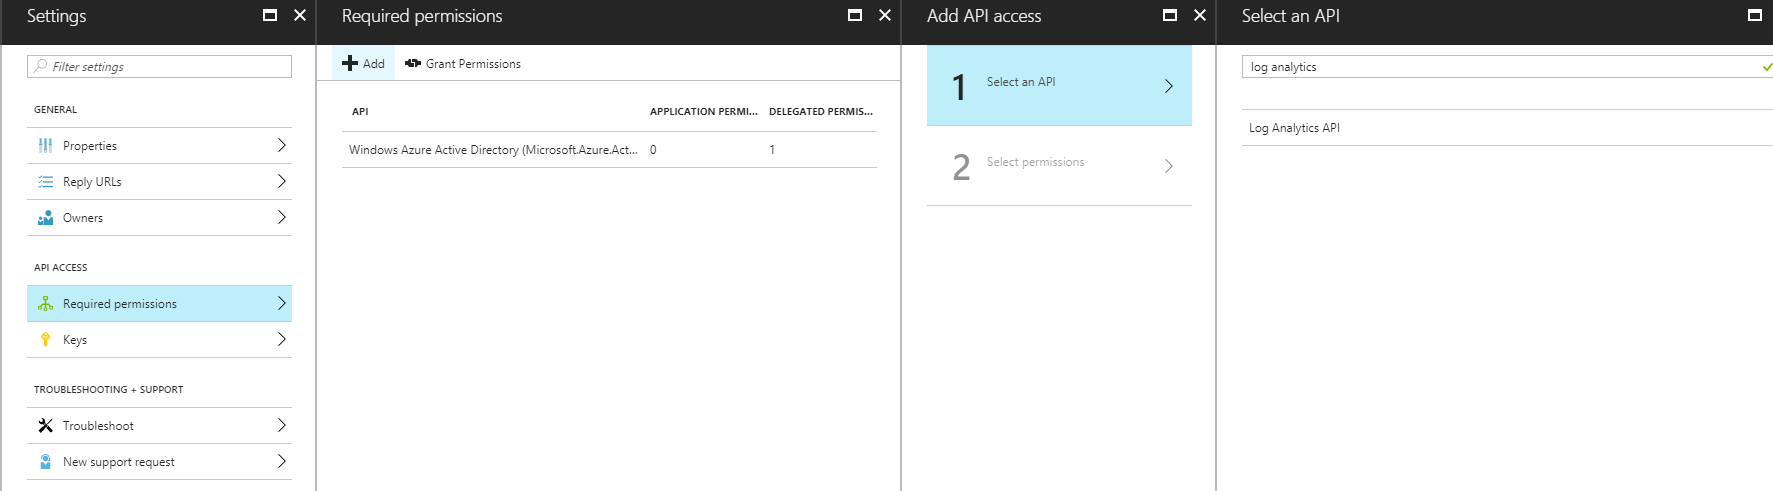 Settings
Filter settings
GENERAL
Properties
Reply URLs
Owners
API ACCESS
Required permissions
Keys
TROUBLESHOOTING + SUPPORT
Troubleshoot
New support request
Required permissions
Add
Grant Permissions
API
APPLICATION PERMI...
DELEGATED PERMIS...
Windows Azure Active Directory (Microsoft.Azure.Act...
0
1
Add API access
1
Select an API
2
Select permissions
Select an API
log analytics
Log Analytics API